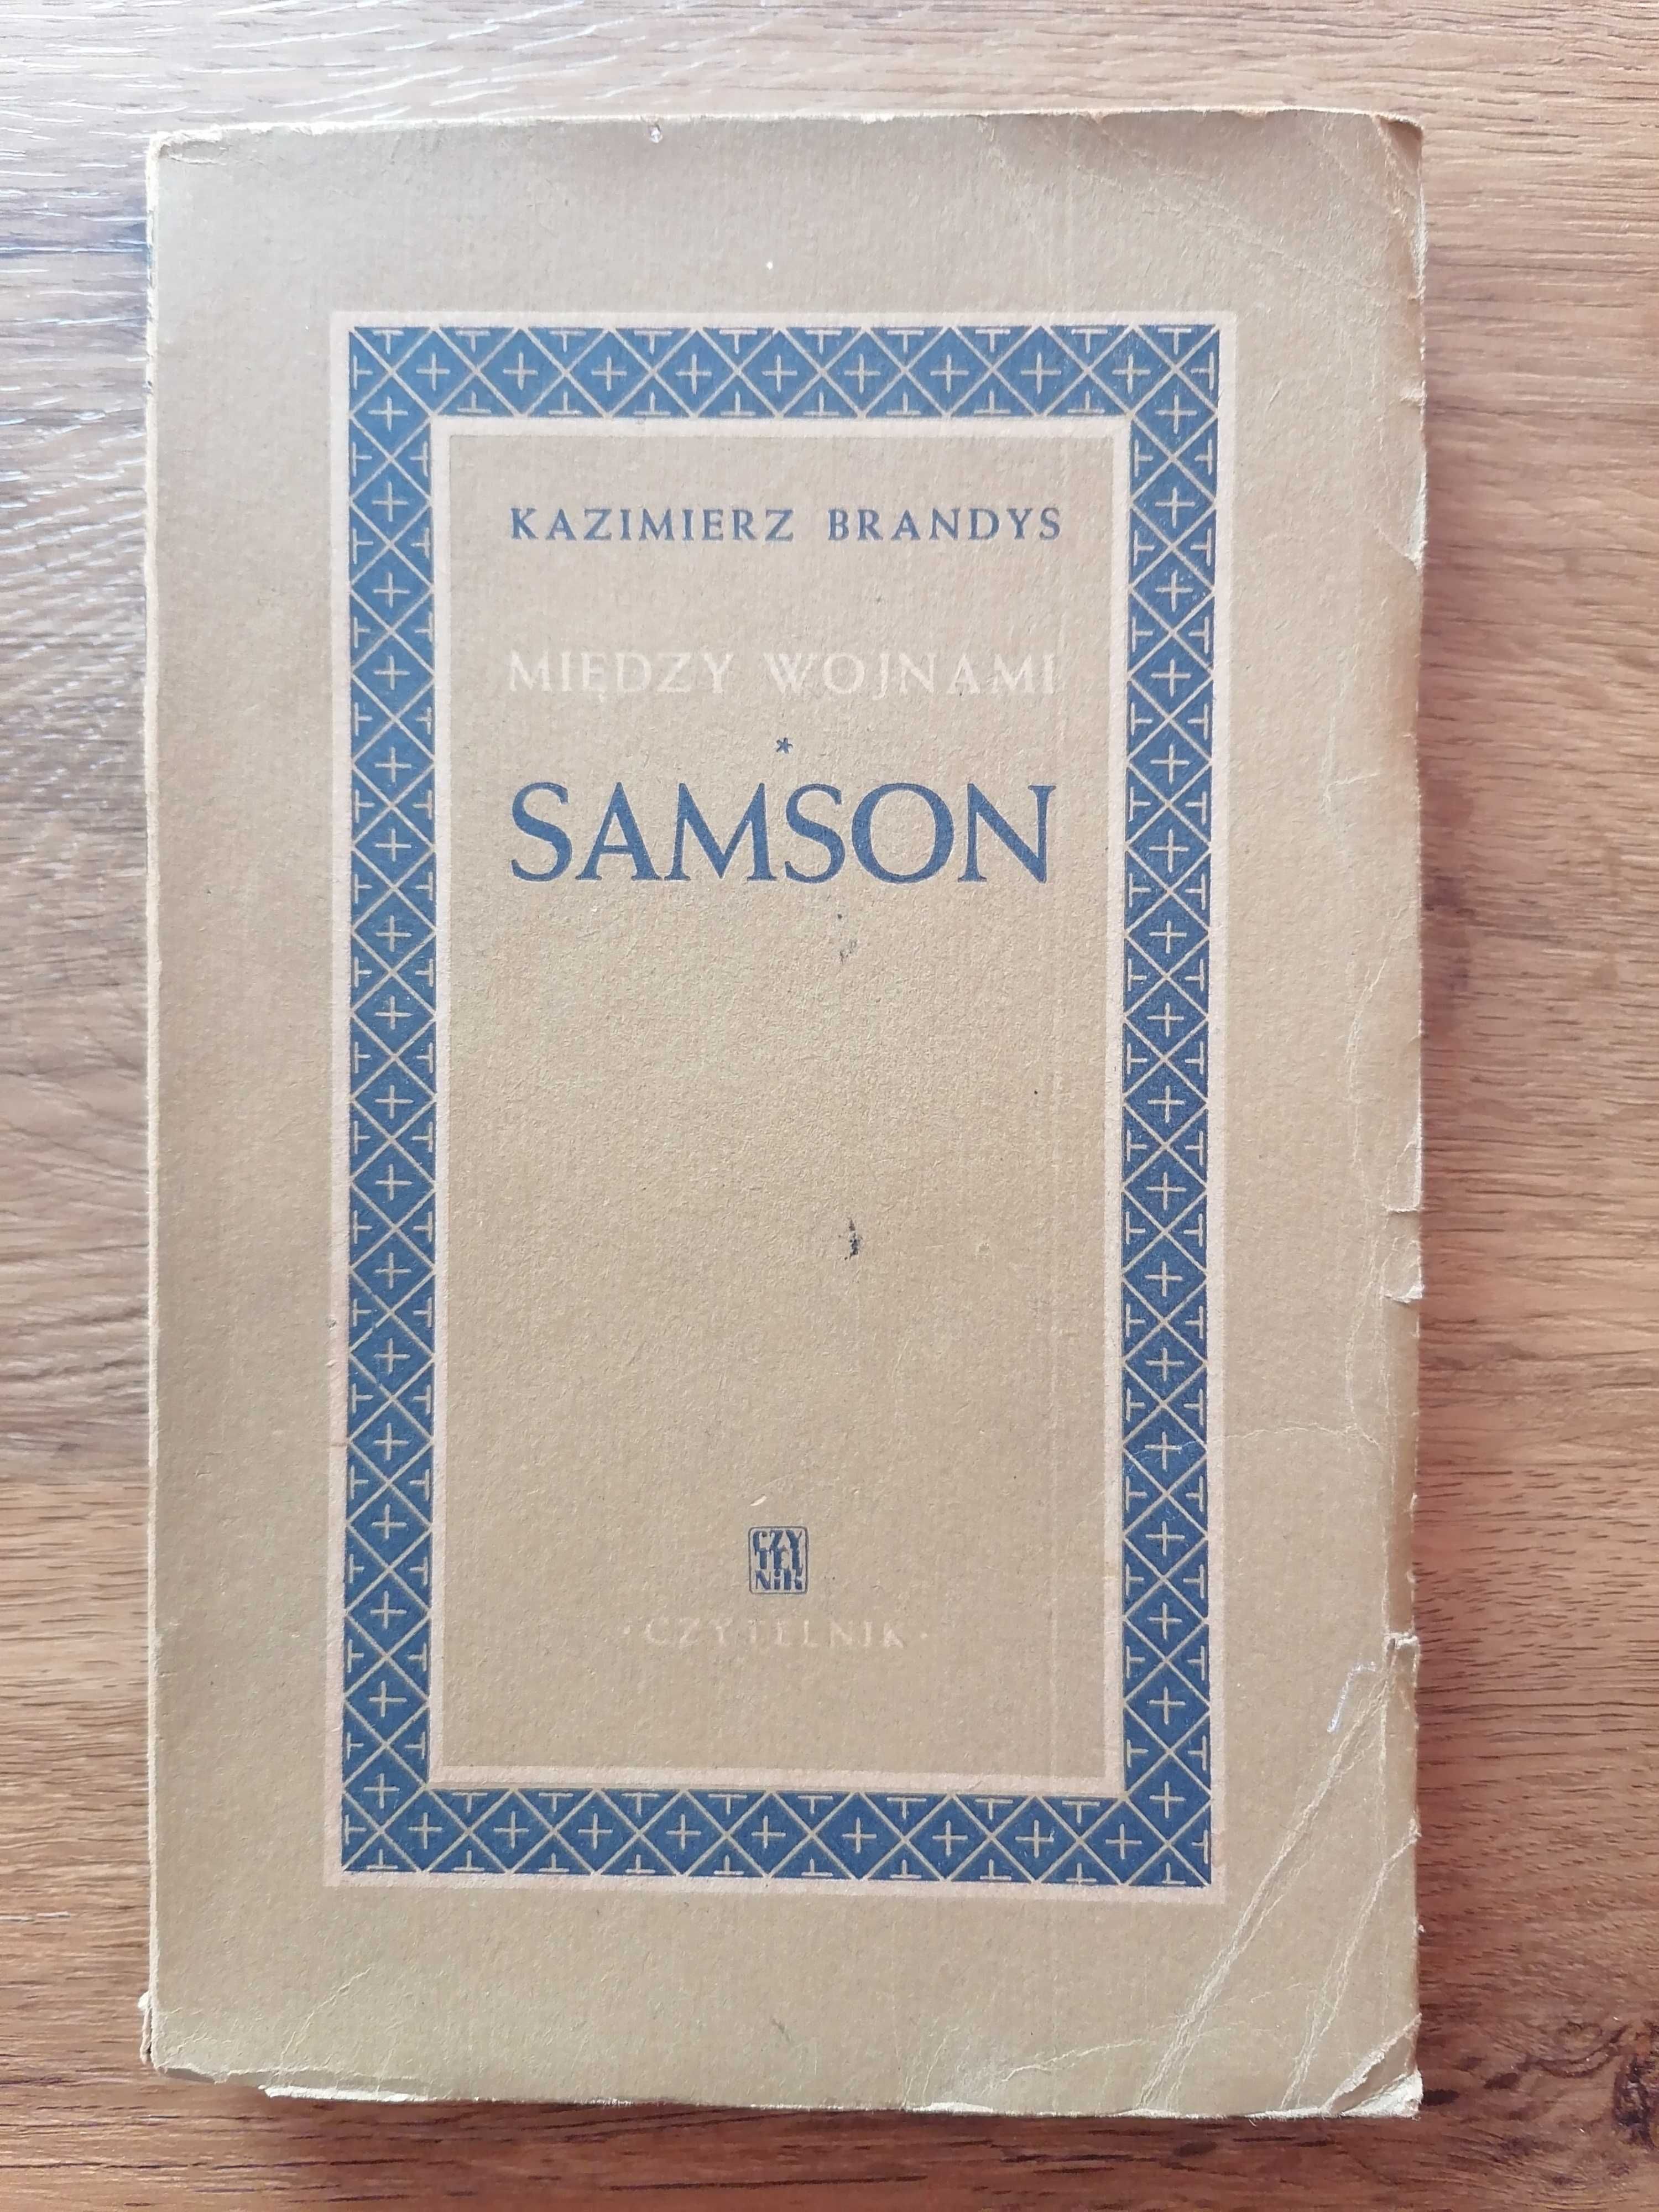 KAZIMIERZ BRANDYS
MIĘDZY WOJNAMI
*
SAMSON
CZY
TEL
NIK
·CZYTELNIK·